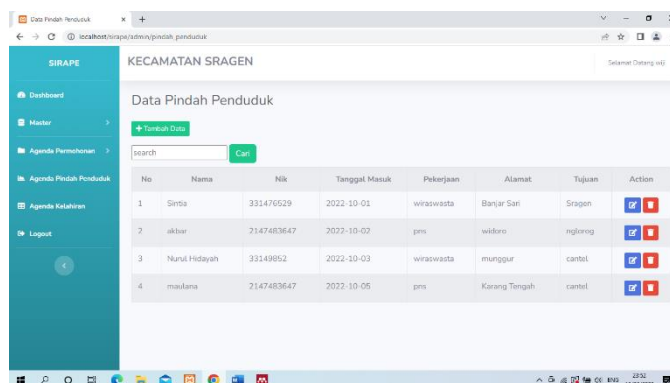 Data Pindah Penduduk
localhost/sirape/admin/pindah_penduduk
SIRAPE
KECAMATAN SRAGEN
Selamat Datang wiji
Dashboard
Data Pindah Penduduk
Master
+ Tambah Data
Agenda Permohonan
search Cari
Agenda Pindah Penduduk
No Nama Nik Tanggal Masuk Pekerjaan Alamat Tujuan Action
Agenda Kelahiran
1 Sintia 331476529 2022-10-01 wiraswasta Banjar Sari Sragen
Logout
2 akbar 2147483647 2022-10-02 pns widoro nglorog
3 Nurul Hidayah 33149852 2022-10-03 wiraswasta munggur cantel
4 maulana 2147483647 2022-10-05 pns Karang Tengah cantel
ENG 23:52